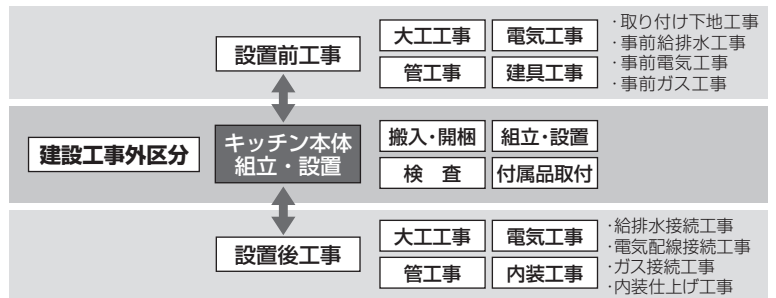 設置前工事
大工工事 電気工事
管工事 建具工事
・取り付け下地工事
・事前給排水工事
・事前電気工事
・事前ガス工事
建設工事外区分
キッチン本体
組立・設置
搬入・開梱 組立・設置
検　査 付属品取付
設置後工事
大工工事 電気工事
管工事 内装工事
・給排水接続工事
・電気配線接続工事
・ガス接続工事
・内装仕上げ工事